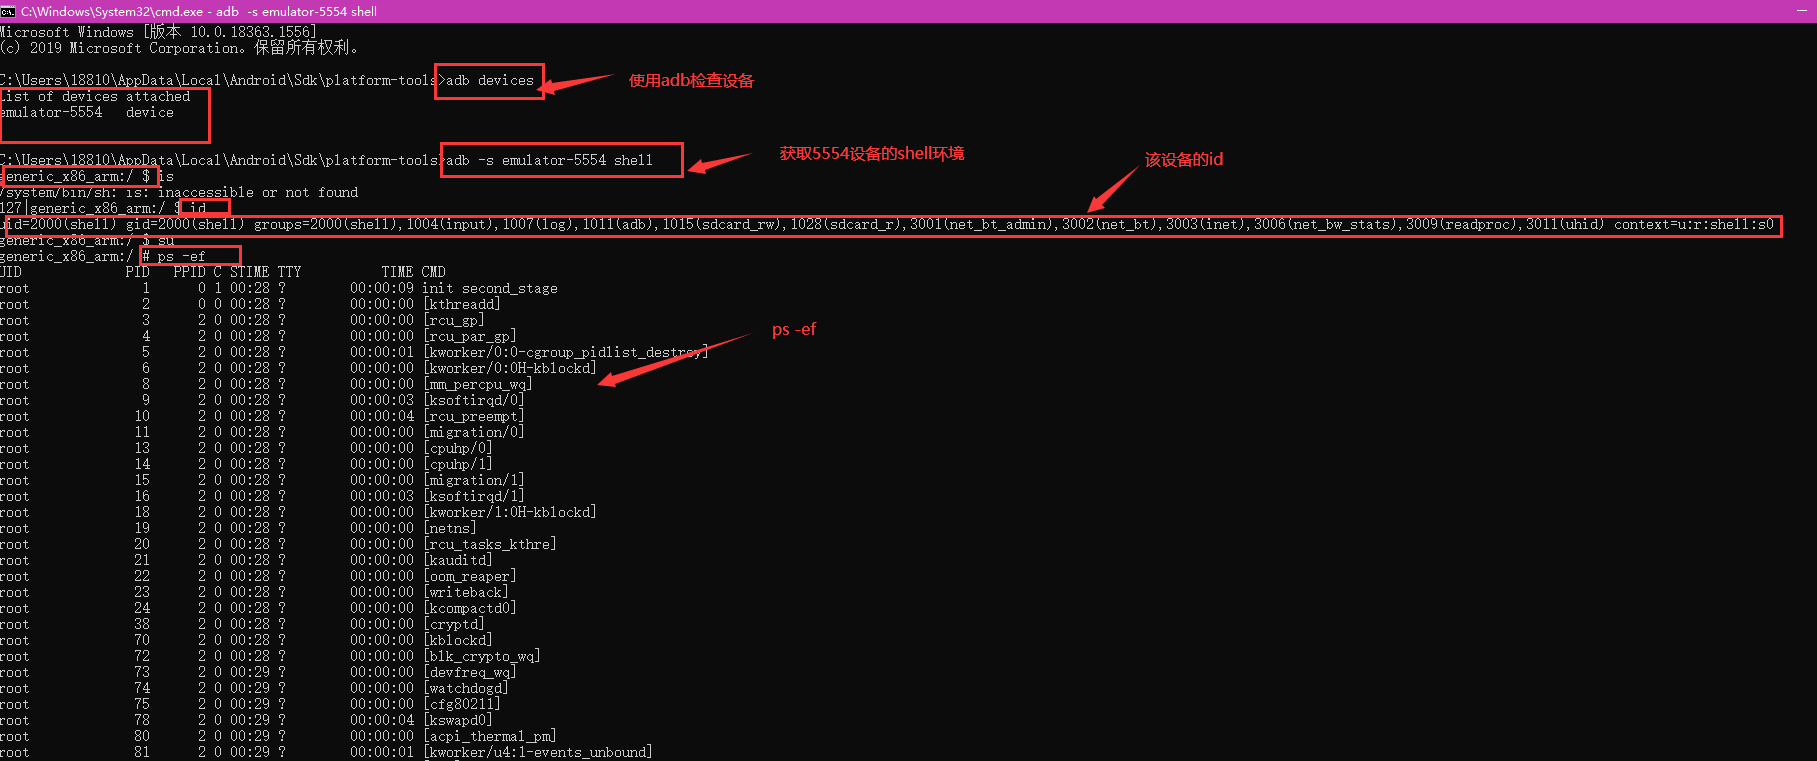 C:\Windows\System32\cmd.exe - adb  -s emulator-5554 shell
Microsoft Windows [版本 10.0.18363.1556]
(c) 2019 Microsoft Corporation。保留所有权利。
C:\Users\18810\AppData\Local\Android\Sdk\platform-tools>adb devices
使用adb检查设备
List of devices attached
emulator-5554   device
C:\Users\18810\AppData\Local\Android\Sdk\platform-tools>adb -s emulator-5554 shell
获取5554设备的shell环境
该设备的id
generic_x86_arm:/ $ is
/system/bin/sh: is: inaccessible or not found
127|generic_x86_arm:/ $ id
uid=2000(shell) gid=2000(shell) groups=2000(shell),1004(input),1007(log),1011(adb),1015(sdcard_rw),1028(sdcard_r),3001(net_bt_admin),3002(net_bt),3003(inet),3006(net_bw_stats),3009(readproc),3011(uhid) context=u:r:shell:s0
generic_x86_arm:/ $ su
generic_x86_arm:/ # ps -ef
UID            PID   PPID C STIME TTY          TIME CMD
root             1      0 1 00:28 ?        00:00:09 init second_stage
root             2      0 0 00:28 ?        00:00:00 [kthreadd]
root             3      2 0 00:28 ?        00:00:00 [rcu_gp]
ps -ef
root             4      2 0 00:28 ?        00:00:00 [rcu_par_gp]
root             5      2 0 00:28 ?        00:00:01 [kworker/0:0-cgroup_pidlist_destroy]
root             6      2 0 00:28 ?        00:00:00 [kworker/0:0H-kblockd]
root             8      2 0 00:28 ?        00:00:00 [mm_percpu_wq]
root             9      2 0 00:28 ?        00:00:03 [ksoftirqd/0]
root            10      2 0 00:28 ?        00:00:04 [rcu_preempt]
root            11      2 0 00:28 ?        00:00:00 [migration/0]
root            13      2 0 00:28 ?        00:00:00 [cpuhp/0]
root            14      2 0 00:28 ?        00:00:00 [cpuhp/1]
root            15      2 0 00:28 ?        00:00:00 [migration/1]
root            16      2 0 00:28 ?        00:00:03 [ksoftirqd/1]
root            18      2 0 00:28 ?        00:00:00 [kworker/1:0H-kblockd]
root            19      2 0 00:28 ?        00:00:00 [netns]
root            20      2 0 00:28 ?        00:00:00 [rcu_tasks_kthre]
root            21      2 0 00:28 ?        00:00:00 [kauditd]
root            22      2 0 00:28 ?        00:00:00 [oom_reaper]
root            23      2 0 00:28 ?        00:00:00 [writeback]
root            24      2 0 00:28 ?        00:00:00 [kcompactd0]
root            38      2 0 00:28 ?        00:00:00 [cryptd]
root            70      2 0 00:28 ?        00:00:00 [kblockd]
root            72      2 0 00:28 ?        00:00:00 [blk_crypto_wq]
root            73      2 0 00:29 ?        00:00:00 [devfreq_wq]
root            74      2 0 00:29 ?        00:00:00 [watchdogd]
root            75      2 0 00:29 ?        00:00:00 [cfg80211]
root            78      2 0 00:29 ?        00:00:04 [kswapd0]
root            80      2 0 00:29 ?        00:00:00 [acpi_thermal_pm]
root            81      2 0 00:29 ?        00:00:01 [kworker/u4:1-events_unbound]